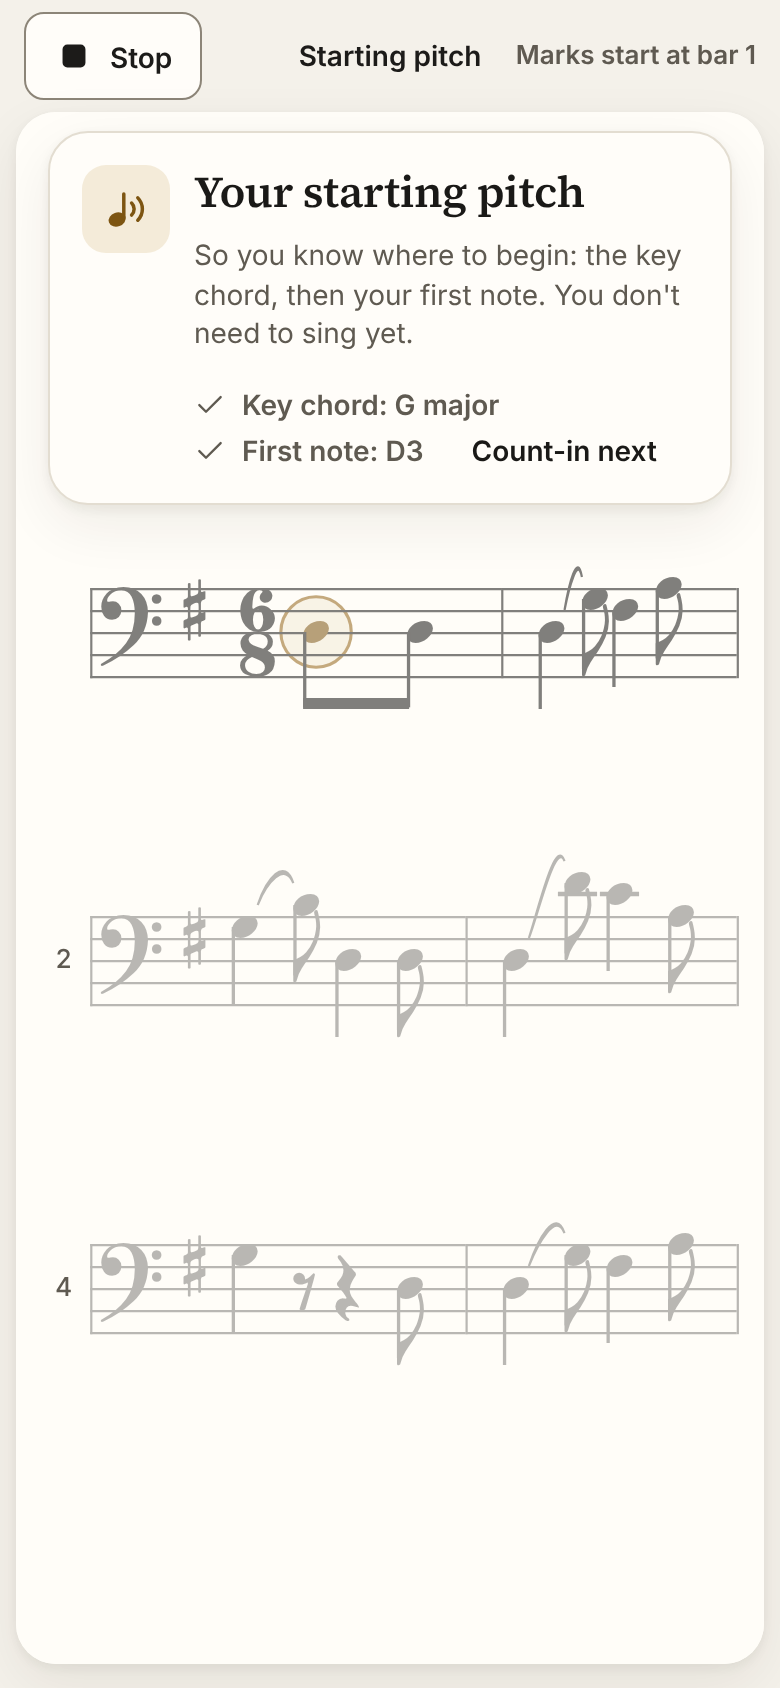 Stop
Starting pitch
Marks start at bar 1
Your starting pitch
So you know where to begin: the key
chord, then your first note. You don't
need to sing yet.
Key chord: G major
First note: D3
Count-in next
6
8
2
4